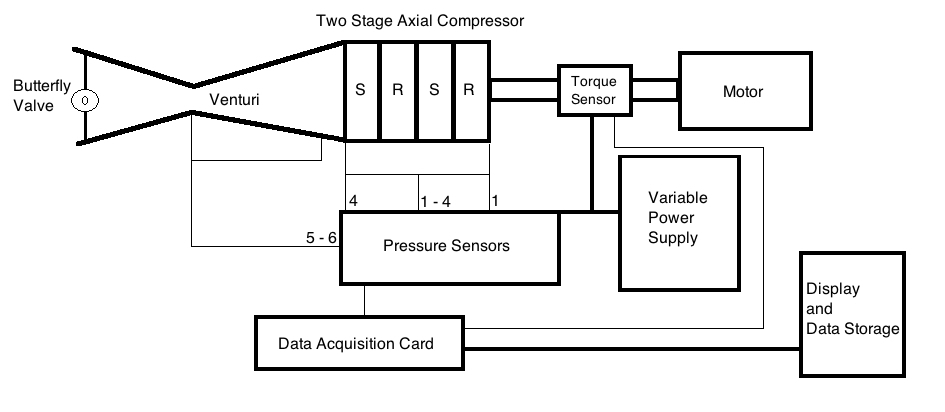 Two Stage Axial Compressor
Butterfly
Valve
0
Venturi
S
R
S
R
Torque
Sensor
Motor
4
1 - 4
1
5 - 6
Pressure Sensors
Variable
Power
Supply
Data Acquisition Card
Display
and
Data Storage